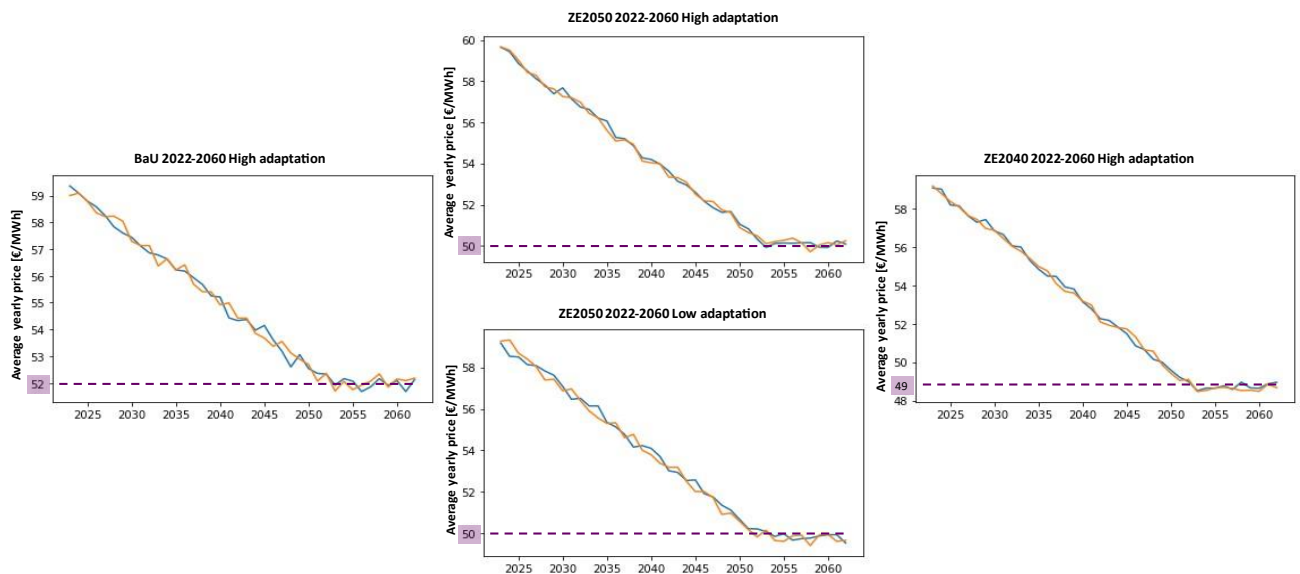 ZE2050 2022-2060 High adaptation
Average yearly price [€/MWh]
60
58
56
54
52
50
2025 2030 2035 2040 2045 2050 2055 2060
BaU 2022-2060 High adaptation
Average yearly price [€/MWh]
59
58
57
56
55
54
53
52
2025 2030 2035 2040 2045 2050 2055 2060
ZE2050 2022-2060 Low adaptation
Average yearly price [€/MWh]
58
56
54
52
50
2025 2030 2035 2040 2045 2050 2055 2060
ZE2040 2022-2060 High adaptation
Average yearly price [€/MWh]
58
56
54
52
50
49
48
2025 2030 2035 2040 2045 2050 2055 2060